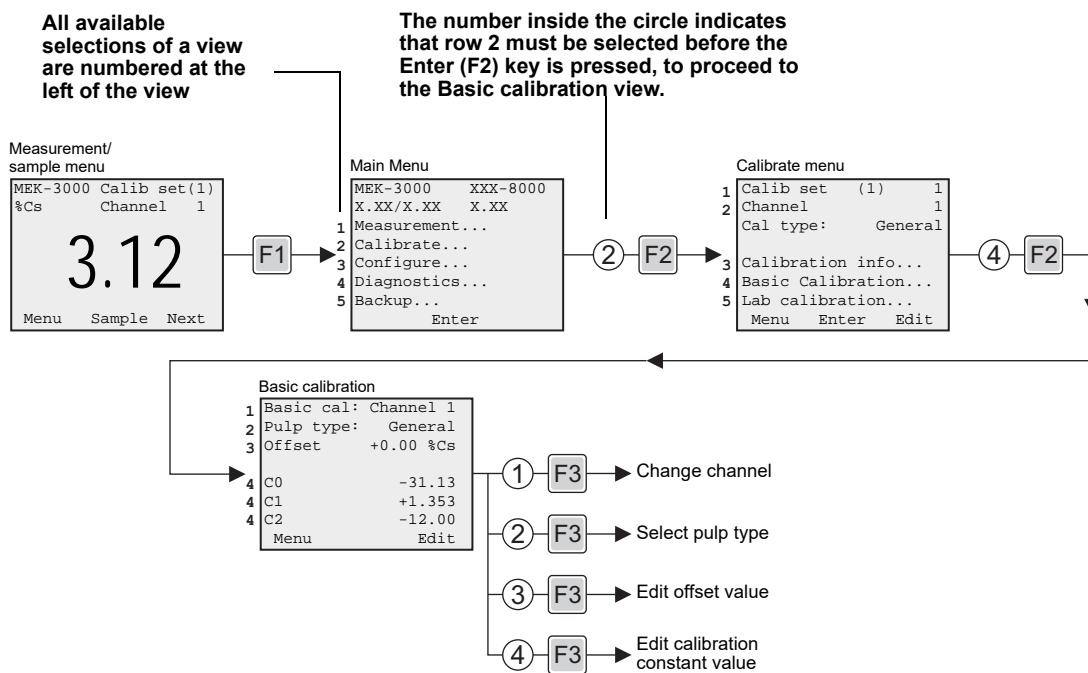 All available
selections of a view
are numbered at the
left of the view
The number inside the circle indicates
that row 2 must be selected before the
Enter (F2) key is pressed, to proceed to
the Basic calibration view.
Measurement/
sample menu
MEK-3000 Calib set(1)
%Cs Channel 1
3.12
Menu Sample Next
F1
Main Menu
MEK-3000 XXX-8000
X.XX/X.XX X.XX
1 Measurement...
2 Calibrate...
3 Configure...
4 Diagnostics...
5 Backup...
Enter
2 F2
Calibrate menu
1 Calib set (1) 1
2 Channel 1
Cal type: General
3 Calibration info...
4 Basic Calibration...
5 Lab calibration...
Menu Enter Edit
4 F2
Basic calibration
1 Basic cal: Channel 1
2 Pulp type: General
3 Offset +0.00 %Cs
4 C0 -31.13
4 C1 +1.353
4 C2 -12.00
Menu Edit
1 F3 Change channel
2 F3 Select pulp type
3 F3 Edit offset value
4 F3 Edit calibration
constant value